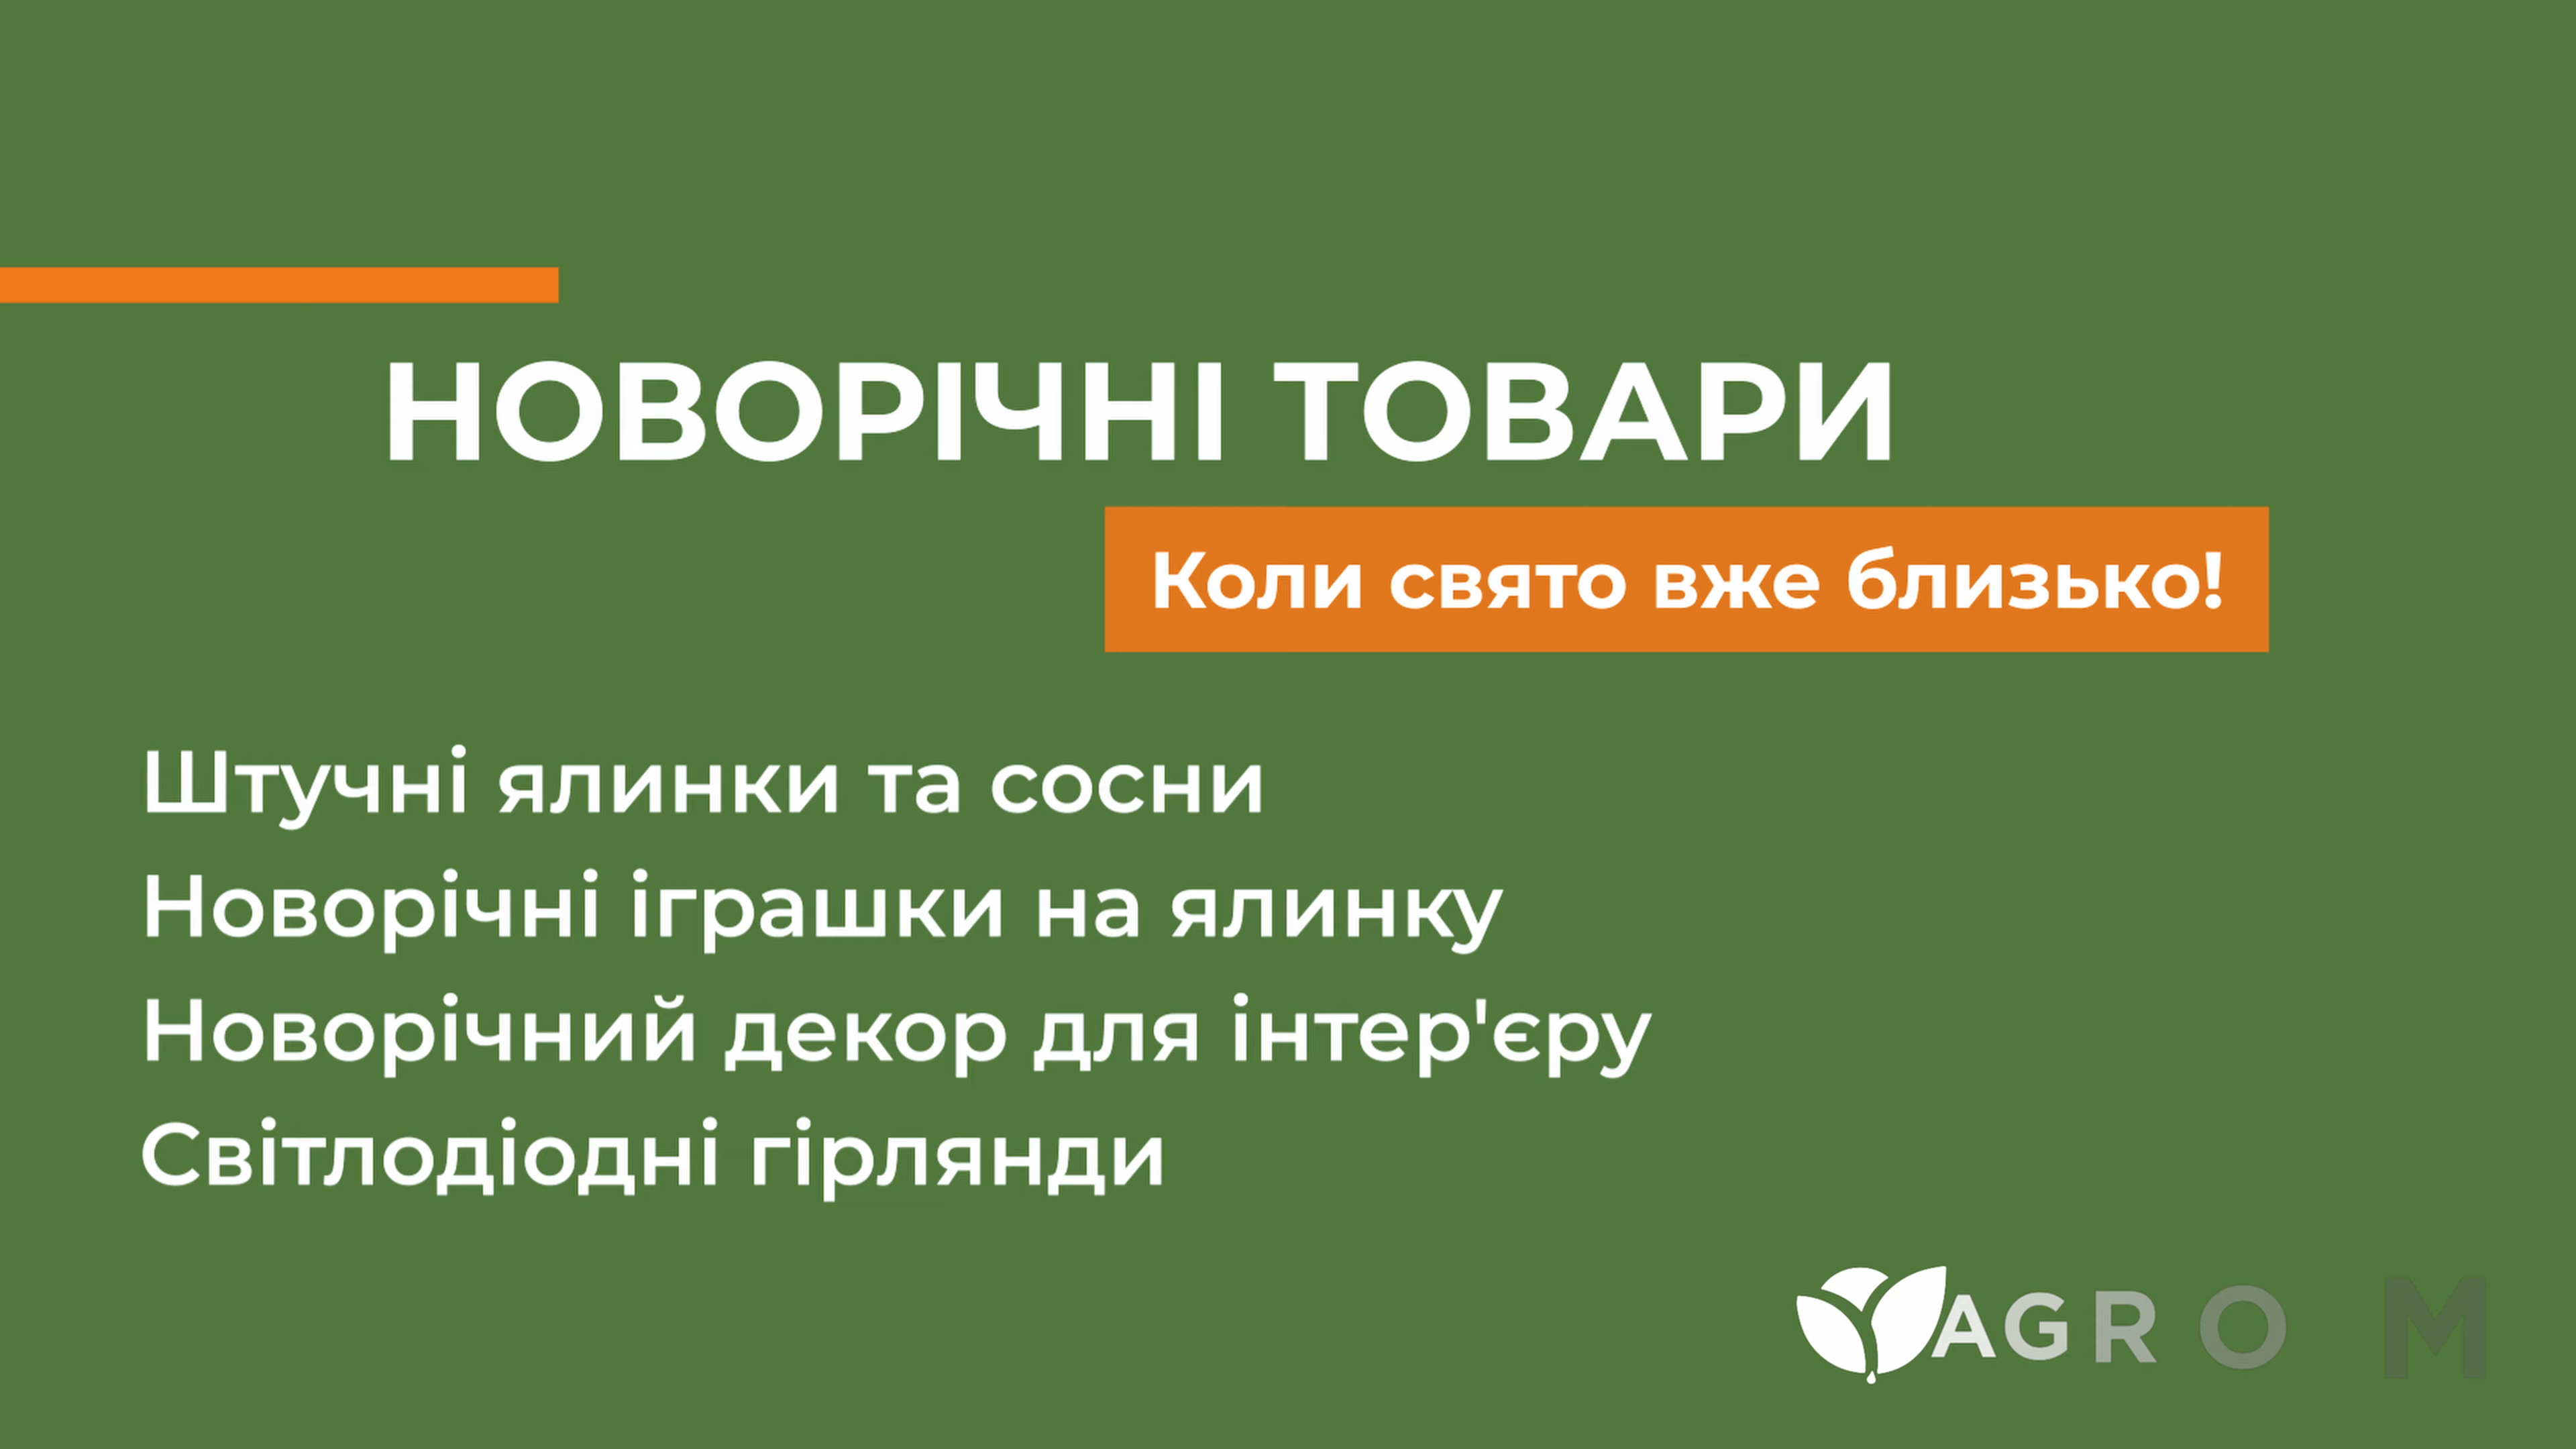 НОВОРІЧНІ ТОВАРИ
Коли свято вже близько!
Штучні ялинки та сосни
Новорічні іграшки на ялинку
Новорічний декор для інтер'єру
Світлодіодні гірлянди
AGRO M